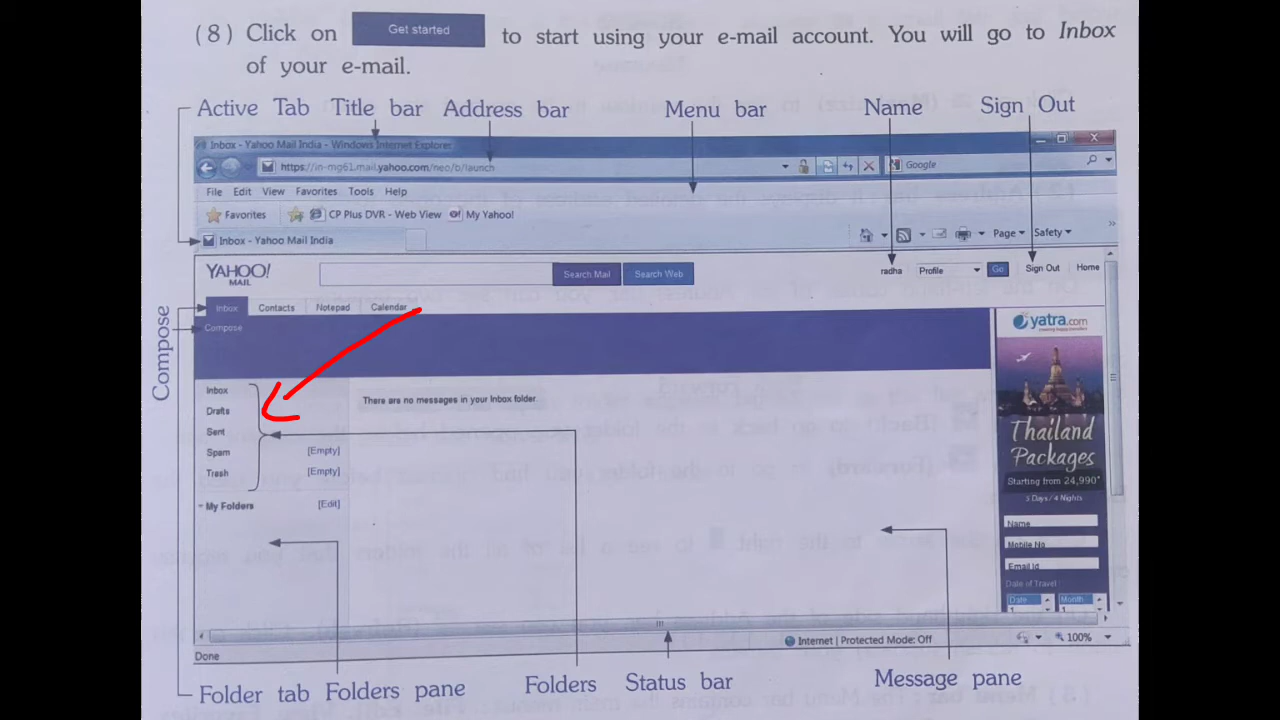 (8) Click on Get started to start using your e-mail account. You will go to Inbox
of your e-mail.
Active Tab Title bar Address bar Menu bar Name Sign Out
Inbox - Yahoo Mail India - Windows Internet Explorer
https://in-mg61.mail.yahoo.com/neo/b/launch Google
File Edit View Favorites Tools Help
Favorites CP Plus DVR - Web View My Yahoo!
Inbox - Yahoo Mail India Page Safety
YAHOO! MAIL Search Mail Search Web radha Profile Go Sign Out Home
Inbox Contacts Notepad Calendar
Compose
Compose
yatra.com
Inbox
Drafts
Sent
Spam [Empty]
Trash [Empty]
My Folders [Edit]
There are no messages in your Inbox folder.
Thailand
Packages
Starting from 24,990*
5 Days/ 4 Nights
Name
Mobile No
Email Id
Date of Travel:
Date Month
1 1
Internet | Protected Mode: Off 100%
Done
Folder tab Folders pane Folders Status bar Message pane